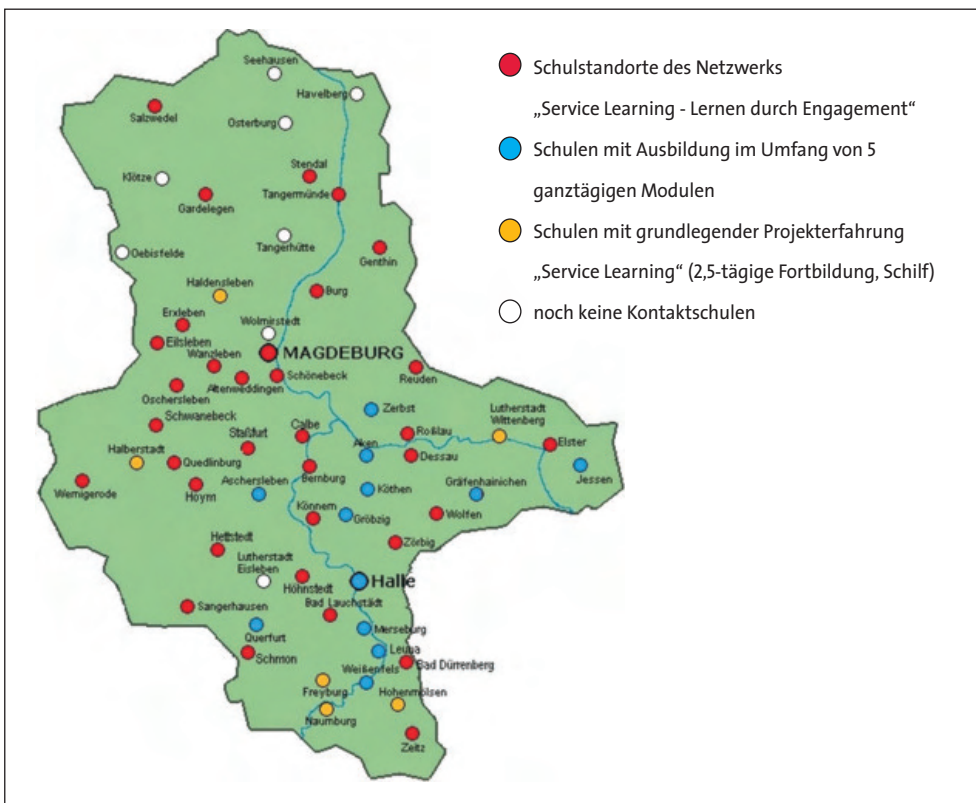 Seehausen
Havelberg
Salzwedel
Osterburg
Stendal
Klötze
Tangermünde
Gardelegen
Tangerhütte
Oebisfelde
Genthin
Haldensleben
Burg
Erxleben
Wolmirstedt
Eilsleben
MAGDEBURG
Wanzleben
Reuden
Schönebeck
Altenweddingen
Oschersleben
Zerbst
Lutherstadt
Wittenberg
Schwanebeck
Calbe
Roßlau
Staßfurt
Elster
Aken
Halberstadt
Quedlinburg
Dessau
Bernburg
Jessen
Wernigerode
Hoym
Aschersleben
Köthen
Gräfenhainichen
Könnern
Gröbzig
Wolfen
Zörbig
Hettstedt
Lutherstadt
Eisleben
Höhnstedt
Halle
Sangerhausen
Bad Lauchstädt
Querfurt
Merseburg
Schmon
Leuna
Bad Dürrenberg
Weißenfels
Freyburg
Hohenmölsen
Naumburg
Zeitz
Schulstandorte des Netzwerks
„Service Learning - Lernen durch Engagement“
Schulen mit Ausbildung im Umfang von 5
ganztägigen Modulen
Schulen mit grundlegender Projekterfahrung
„Service Learning“ (2,5-tägige Fortbildung, Schilf)
noch keine Kontaktschulen